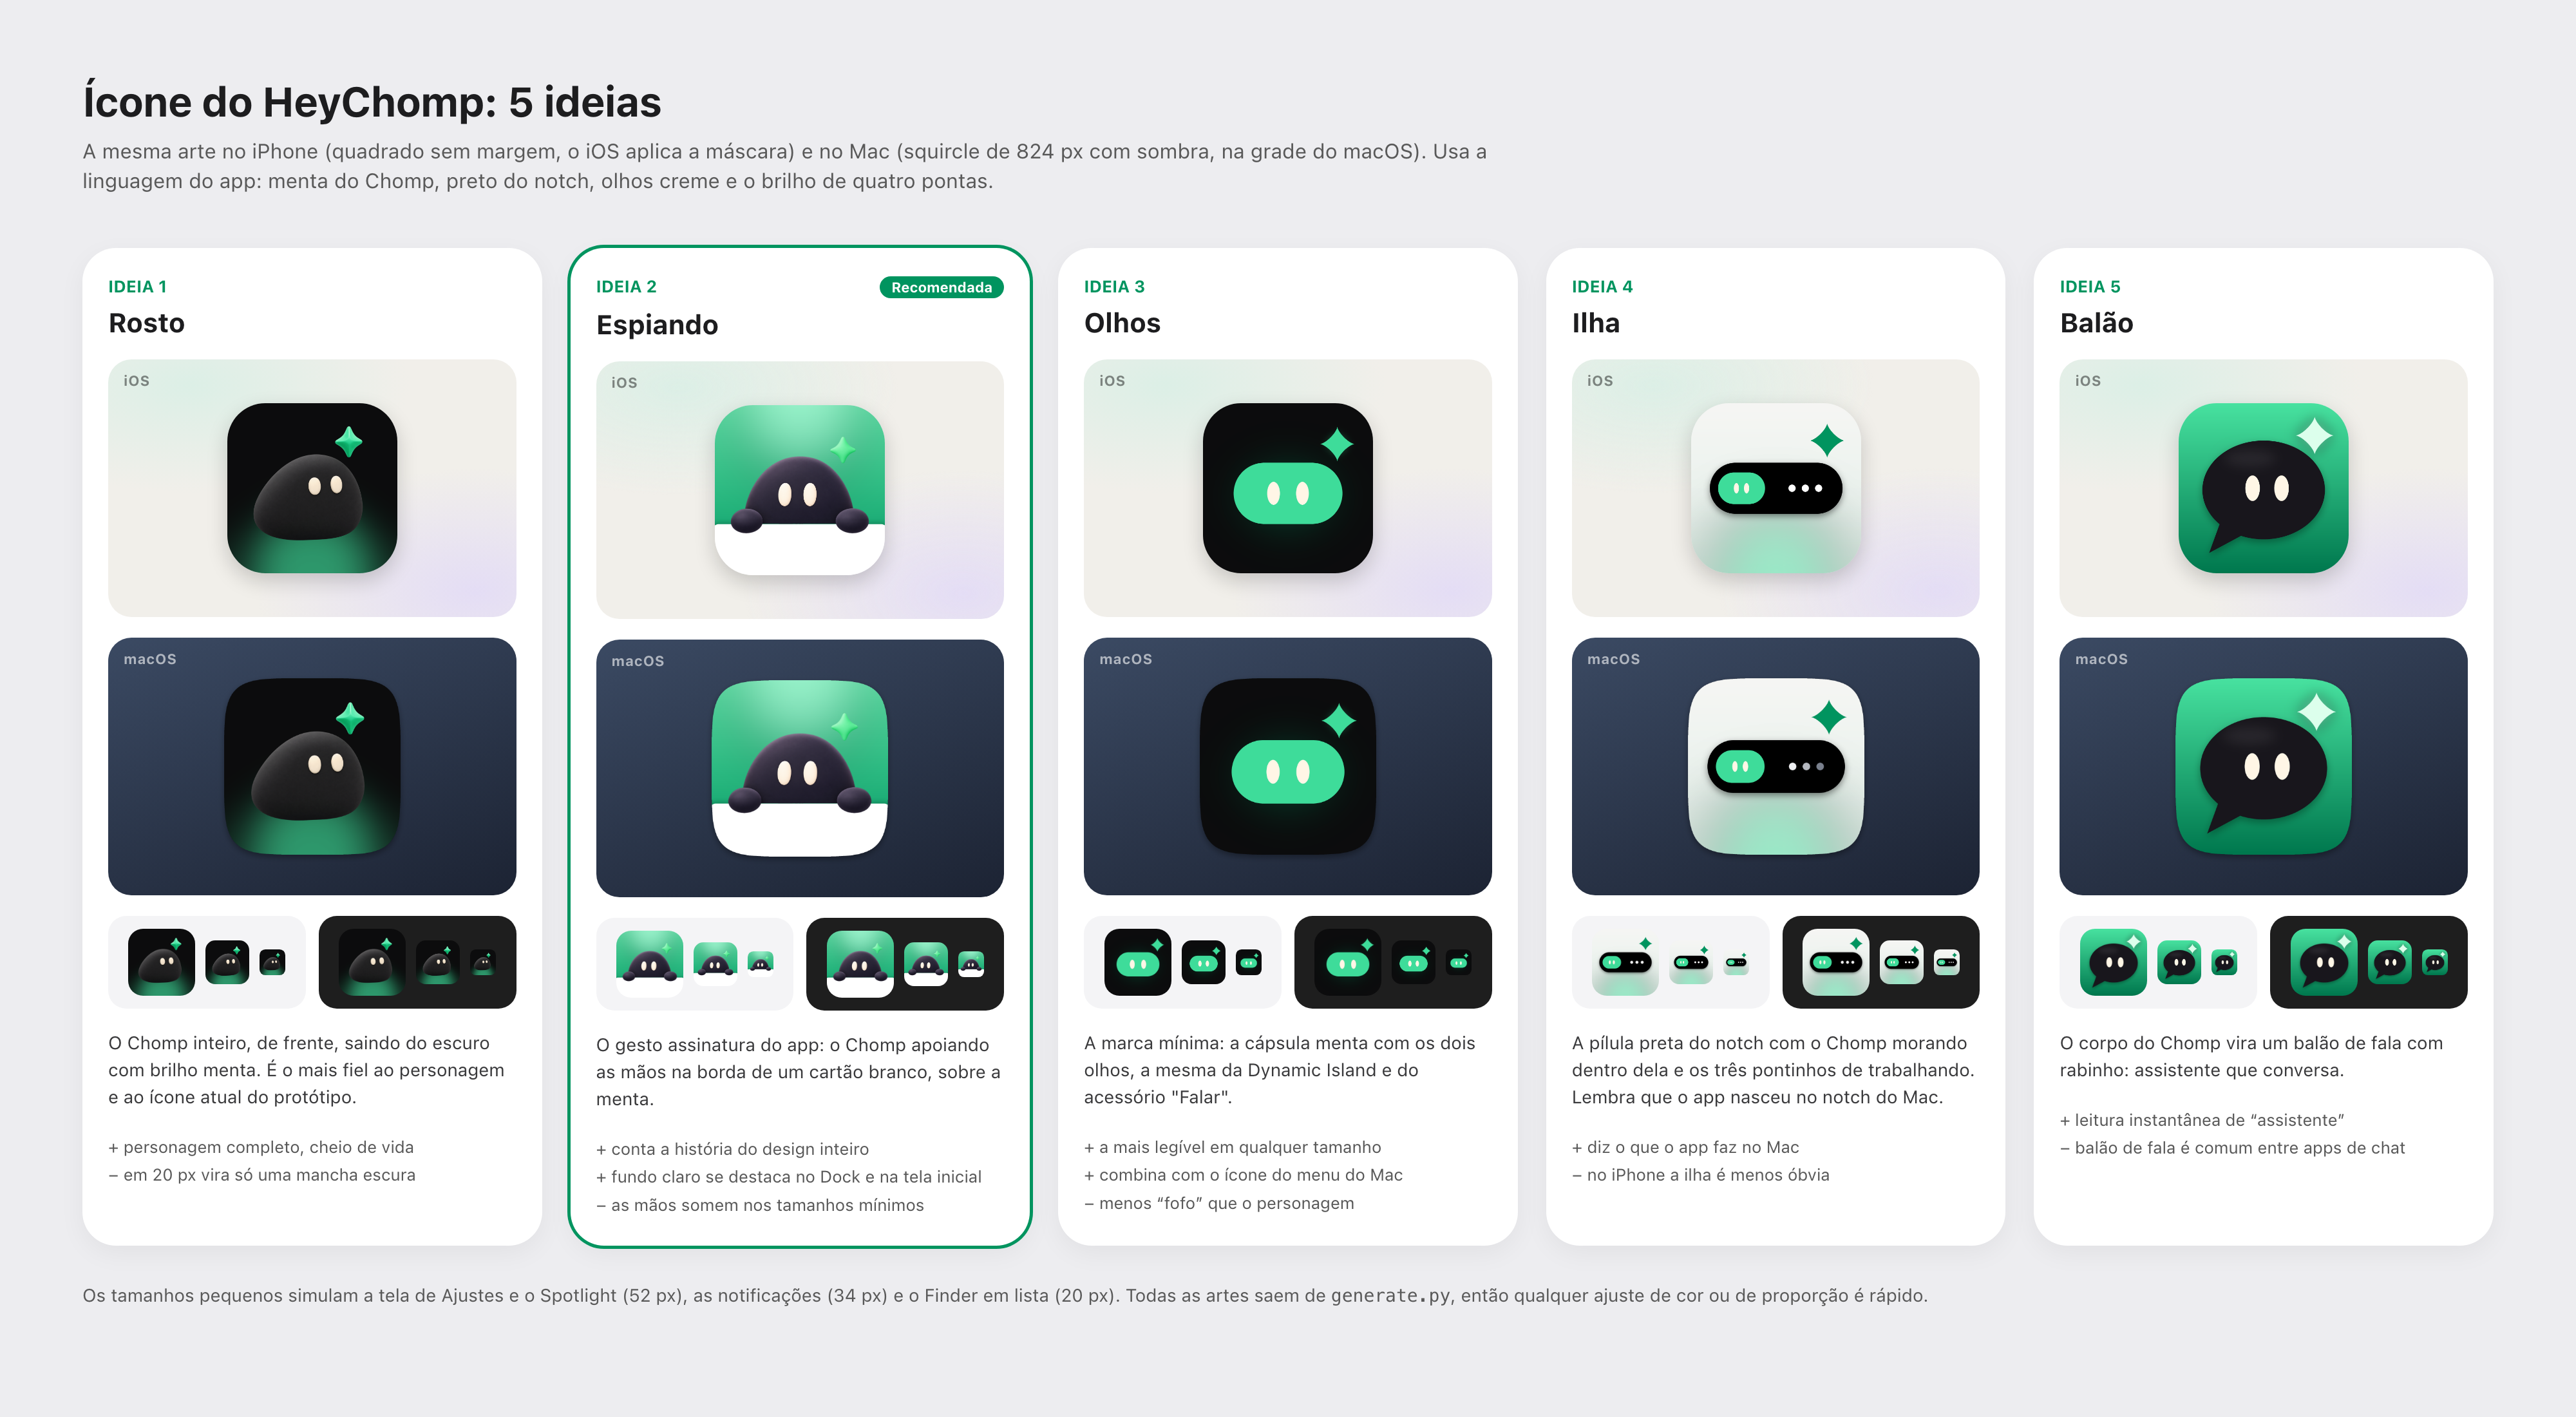 Ícone do HeyChomp: 5 ideias
A mesma arte no iPhone (quadrado sem margem, o iOS aplica a máscara) e no Mac (squircle de 824 px com sombra, na grade do macOS). Usa a
linguagem do app: menta do Chomp, preto do notch, olhos creme e o brilho de quatro pontas.
IDEIA 1
Rosto
iOS
macOS
O Chomp inteiro, de frente, saindo do escuro
com brilho menta. É o mais fiel ao personagem
e ao ícone atual do protótipo.
+ personagem completo, cheio de vida
– em 20 px vira só uma mancha escura
IDEIA 2
Recomendada
Espiando
iOS
macOS
O gesto assinatura do app: o Chomp apoiando
as mãos na borda de um cartão branco, sobre a
menta.
+ conta a história do design inteiro
+ fundo claro se destaca no Dock e na tela inicial
– as mãos somem nos tamanhos mínimos
IDEIA 3
Olhos
iOS
macOS
A marca mínima: a cápsula menta com os dois
olhos, a mesma da Dynamic Island e do
acessório "Falar".
+ a mais legível em qualquer tamanho
+ combina com o ícone do menu do Mac
– menos “fofo” que o personagem
IDEIA 4
Ilha
iOS
macOS
A pílula preta do notch com o Chomp morando
dentro dela e os três pontinhos de trabalhando.
Lembra que o app nasceu no notch do Mac.
+ diz o que o app faz no Mac
– no iPhone a ilha é menos óbvia
IDEIA 5
Balão
iOS
macOS
O corpo do Chomp vira um balão de fala com
rabinho: assistente que conversa.
+ leitura instantânea de “assistente”
– balão de fala é comum entre apps de chat
Os tamanhos pequenos simulam a tela de Ajustes e o Spotlight (52 px), as notificações (34 px) e o Finder em lista (20 px). Todas as artes saem de generate.py, então qualquer ajuste de cor ou de proporção é rápido.